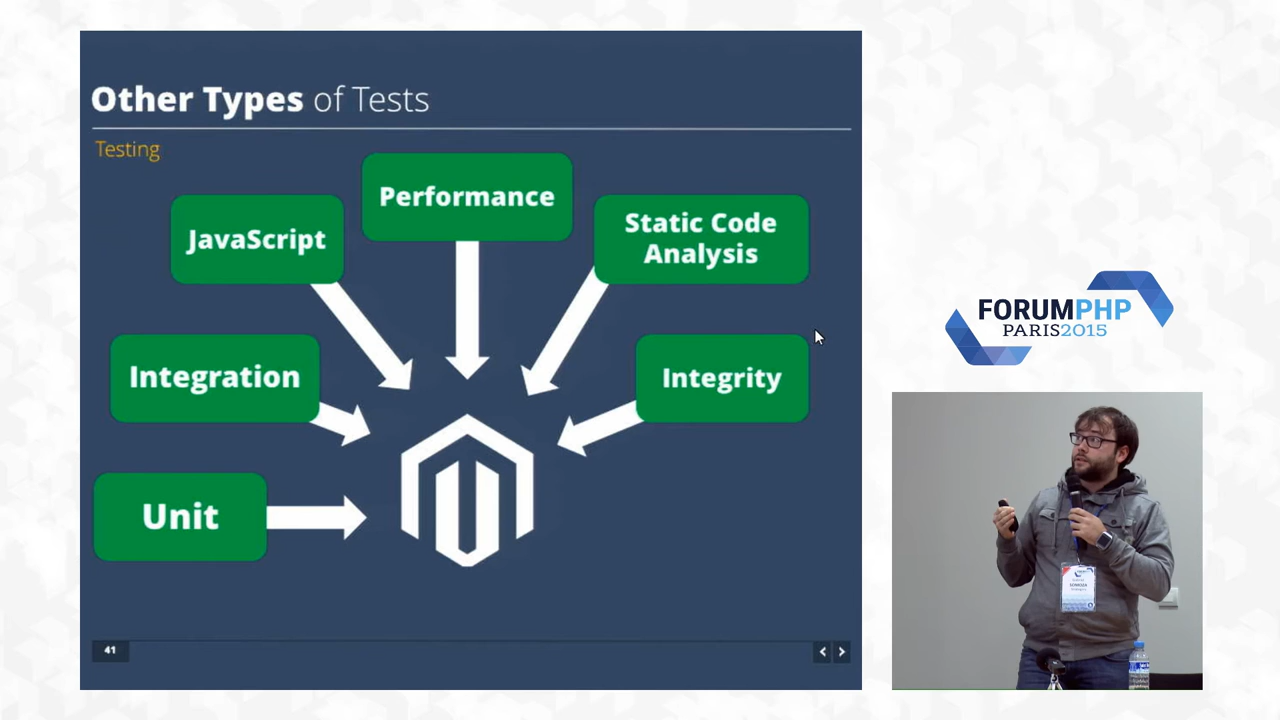 Other Types of Tests
Testing
Performance
JavaScript
Static Code
Analysis
Integration
Integrity
Unit
41
FORUMPHP
PARIS2015